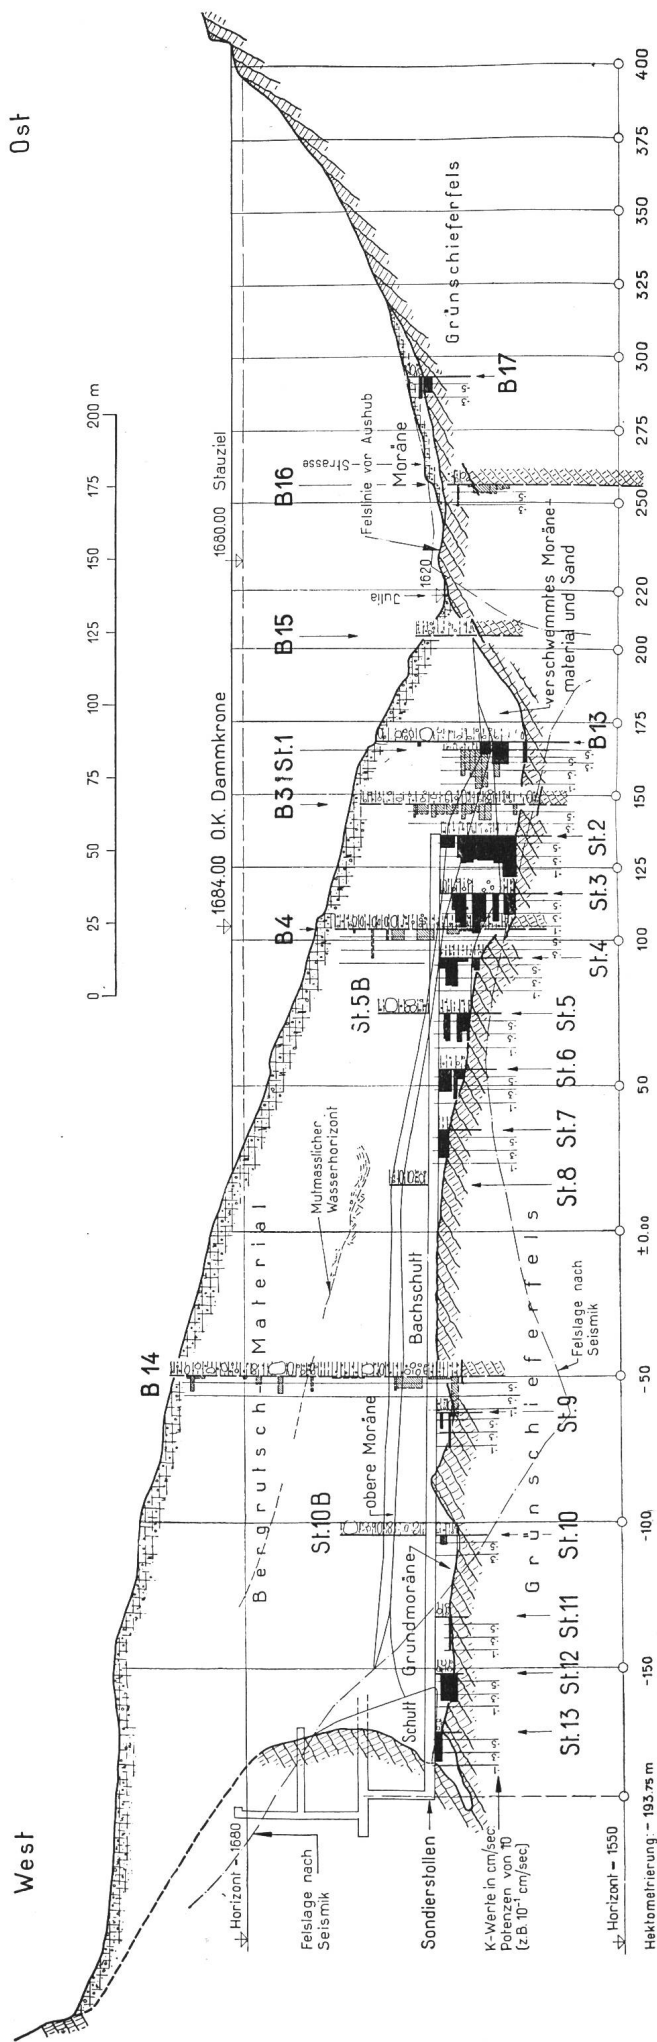 West
Ost
0 25 50 75 100 125 150 175 200 m
1684.00 O.K. Dammkrone
1680.00 Stauziel
B 14
B4
B31
St.1
B15
B16
B17
Bergrutsch-Material
Mutmasslicher
Wasserhorizont
St.10B
St.5B
obere Moräne
Bachschutt
Julia
1620
Felslinie vor Aushub
Strasse
Moräne
Grünschieferfels
verschwemmtes Moräne-
material und Sand
Horizont - 1680
Felslage nach
Seismik
Sondierstollen
Schutt
Grundmoräne
K-Werte in cm/sec:
Potenzen von 10
(z.B. 10⁻¹ cm/sec)
St.13
St.12
St.11
St.10
St.9
St.8
St.7
St.6
St.5
St.4
St.3
St.2
B13
Grünschieferfels
Felslage nach
Seismik
Horizont - 1550
Hektometrierung: - 193.75 m
-150 -100 - 50 ± 0.00 50 100 125 150 175 200 220 250 275 300 325 350 375 400